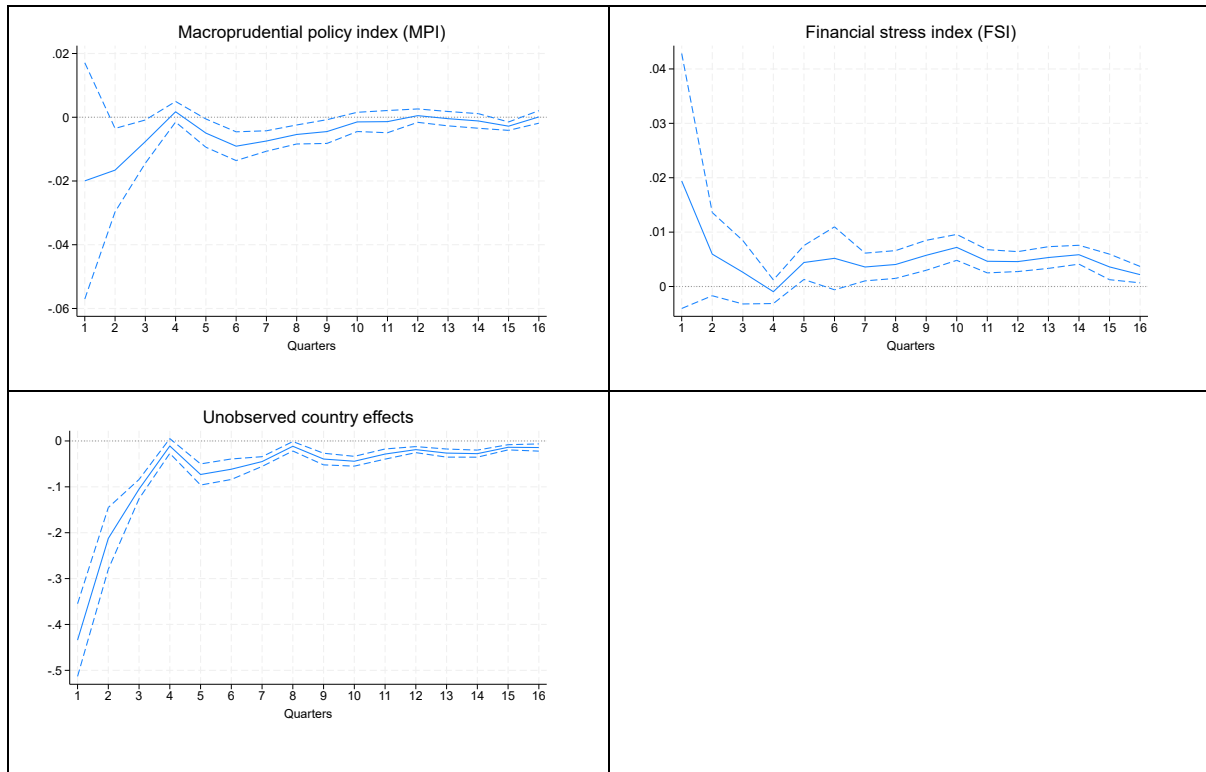 Macroprudential policy index (MPI)
.02
0
-.02
-.04
-.06
1 2 3 4 5 6 7 8 9 10 11 12 13 14 15 16
Quarters
Financial stress index (FSI)
.04
.03
.02
.01
0
1 2 3 4 5 6 7 8 9 10 11 12 13 14 15 16
Quarters
Unobserved country effects
0
-.1
-.2
-.3
-.4
-.5
1 2 3 4 5 6 7 8 9 10 11 12 13 14 15 16
Quarters